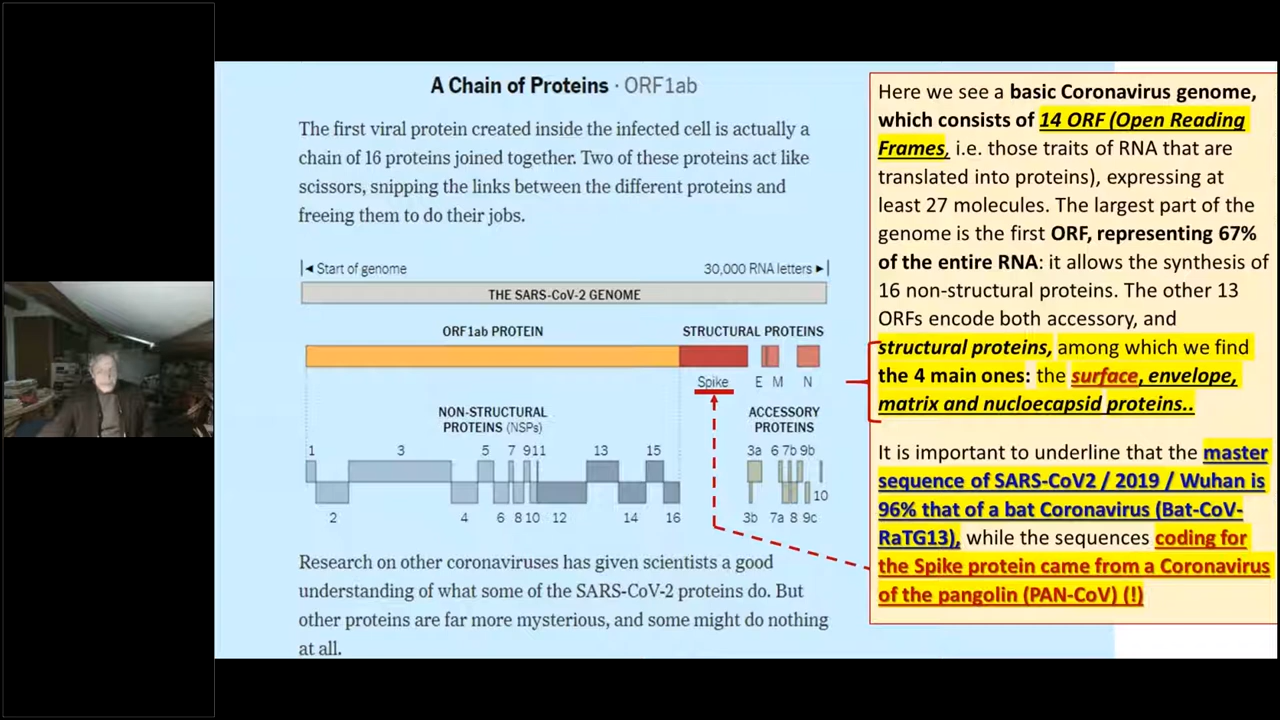 A Chain of Proteins · ORF1ab
The first viral protein created inside the infected cell is actually a
chain of 16 proteins joined together. Two of these proteins act like
scissors, snipping the links between the different proteins and
freeing them to do their jobs.
Start of genome
30,000 RNA letters
THE SARS-CoV-2 GENOME
ORF1ab PROTEIN
STRUCTURAL PROTEINS
Spike E M N
NON-STRUCTURAL
PROTEINS (NSPs)
ACCESSORY
PROTEINS
1 3 5 7 9 11 13 15
3a 6 7b 9b
10
2 4 6 8 10 12 14 16
3b 7a 8 9c
Research on other coronaviruses has given scientists a good
understanding of what some of the SARS-CoV-2 proteins do. But
other proteins are far more mysterious, and some might do nothing
at all.
Here we see a basic Coronavirus genome,
which consists of 14 ORF (Open Reading
Frames, i.e. those traits of RNA that are
translated into proteins), expressing at
least 27 molecules. The largest part of the
genome is the first ORF, representing 67%
of the entire RNA: it allows the synthesis of
16 non-structural proteins. The other 13
ORFs encode both accessory, and
structural proteins, among which we find
the 4 main ones: the surface, envelope,
matrix and nucloecapsid proteins..
It is important to underline that the master
sequence of SARS-CoV2 / 2019 / Wuhan is
96% that of a bat Coronavirus (Bat-CoV-
RaTG13), while the sequences coding for
the Spike protein came from a Coronavirus
of the pangolin (PAN-CoV) (!)